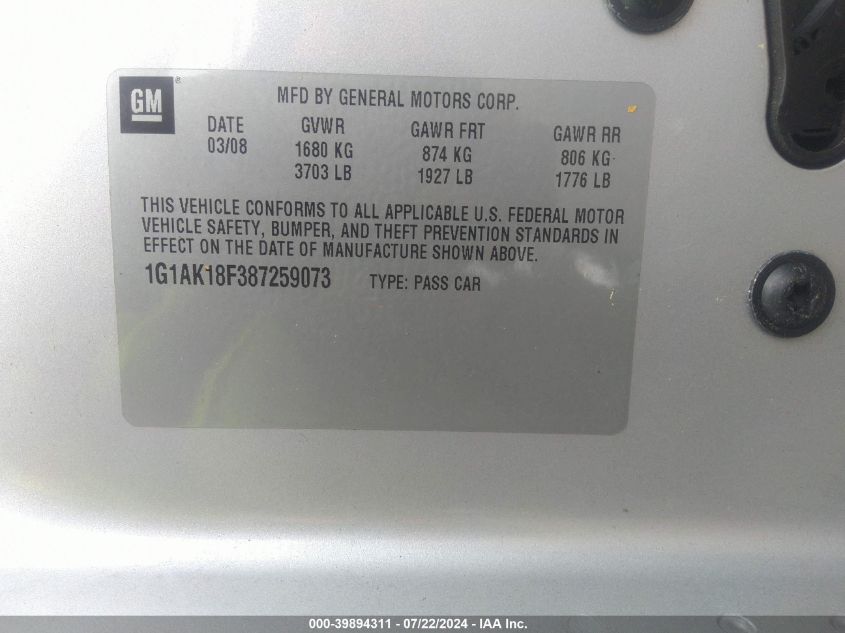 GM
®
MFD BY GENERAL MOTORS CORP.
DATE GVWR GAWR FRT GAWR RR
03/08 1680 KG 874 KG 806 KG
3703 LB 1927 LB 1776 LB
THIS VEHICLE CONFORMS TO ALL APPLICABLE U.S. FEDERAL MOTOR
VEHICLE SAFETY, BUMPER, AND THEFT PREVENTION STANDARDS IN
EFFECT ON THE DATE OF MANUFACTURE SHOWN ABOVE.
1G1AK18F387259073 TYPE: PASS CAR
000-39894311 - 07/22/2024 - IAA Inc.